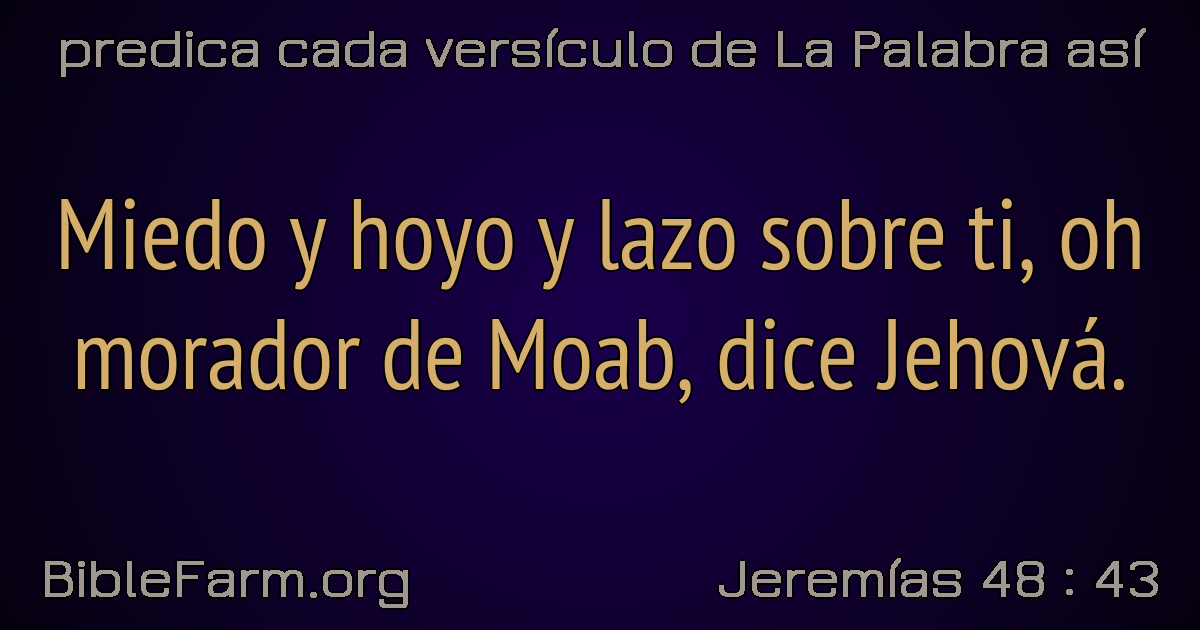 predica cada versículo de La Palabra así
Miedo y hoyo y lazo sobre ti, oh
morador de Moab, dice Jehová.
BibleFarm.org
Jeremías 48 : 43